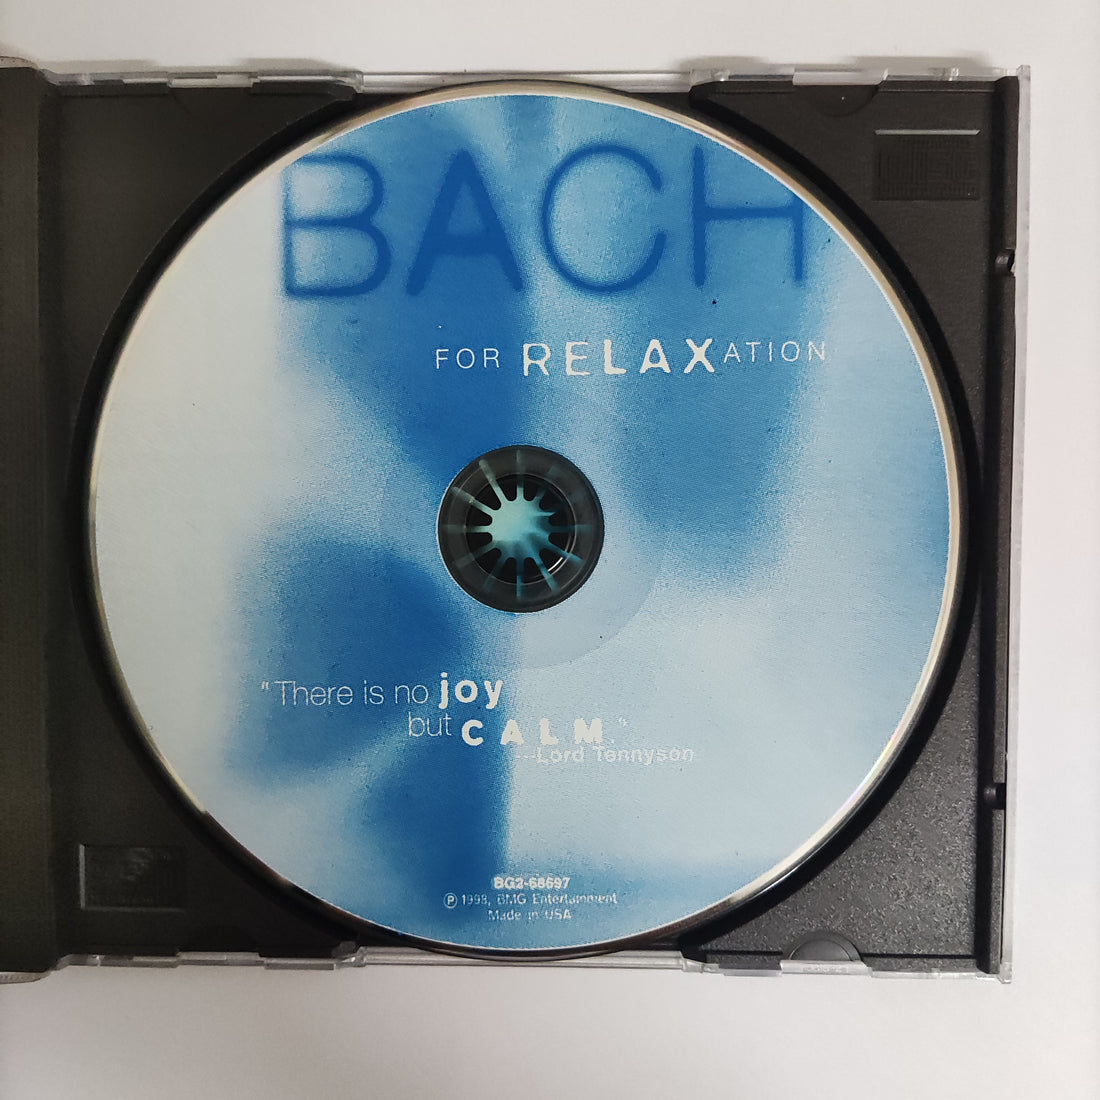 BACH
FOR RELAXATION
"There is no joy
but CALM."
---Lord Tennyson
BG2-68697
℗ 1998, BMG Entertainment
Made in USA